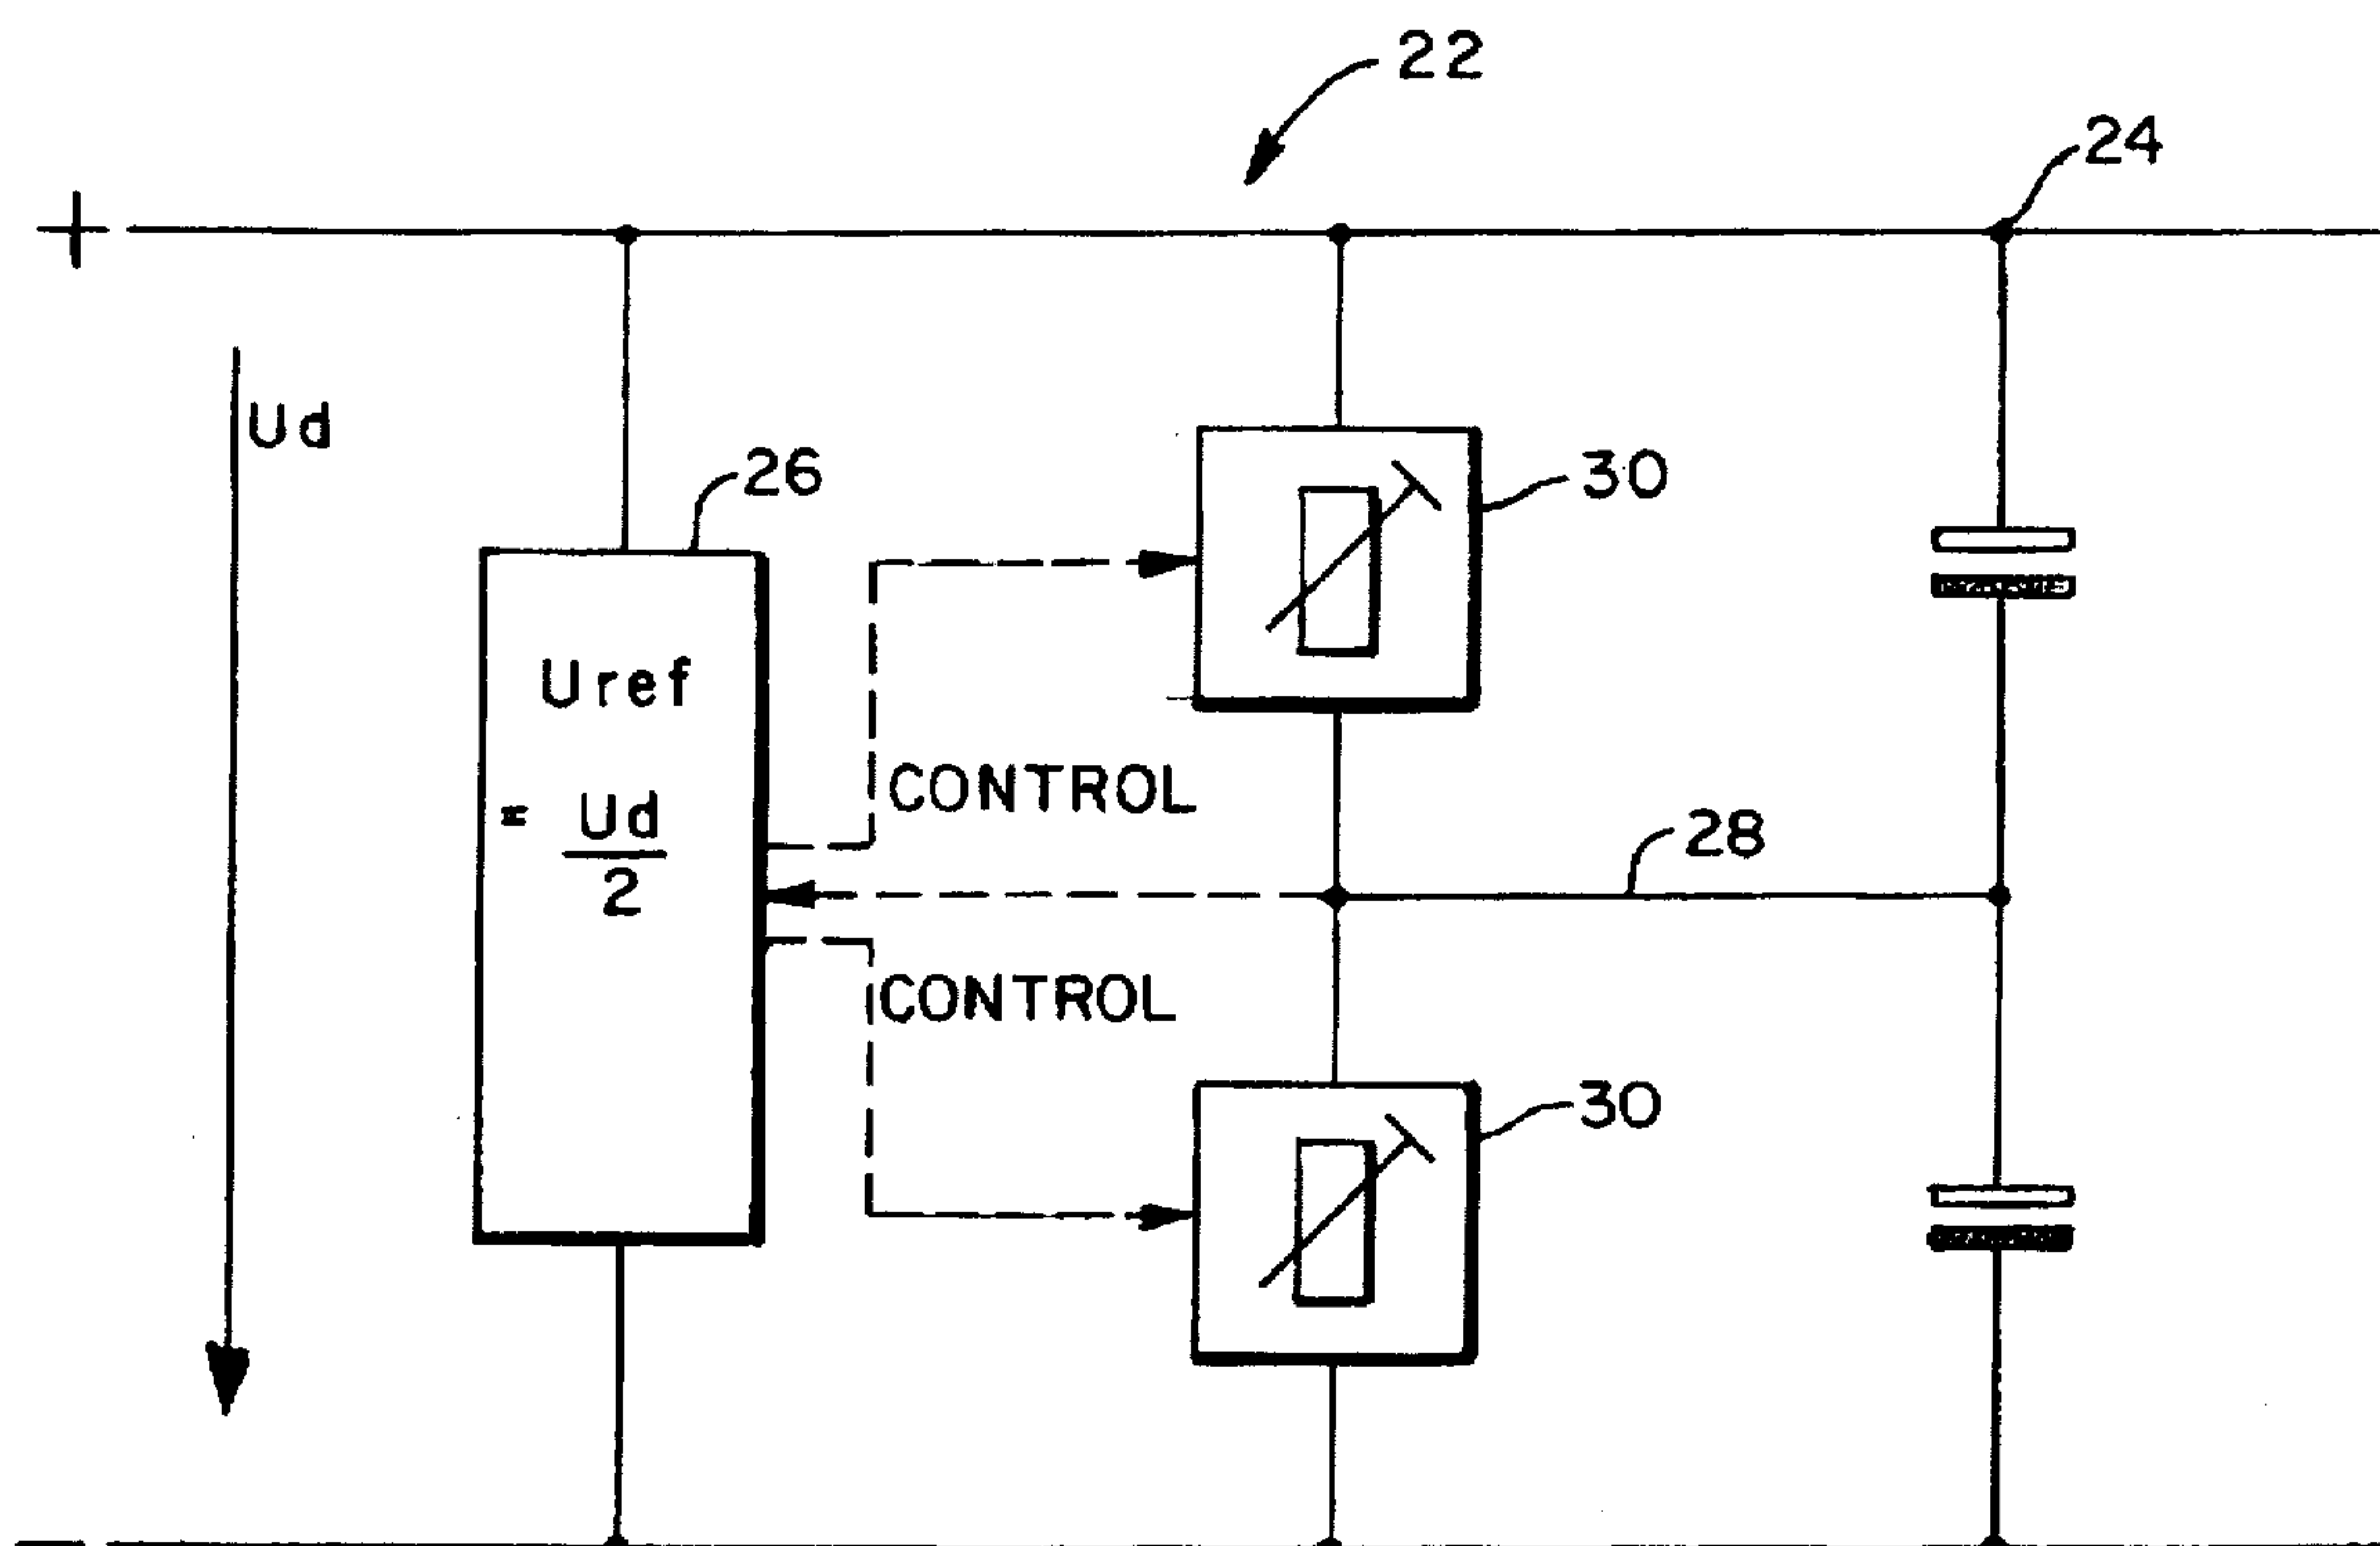 22
24
+
Ud
26
30
Uref
= Ud
2
CONTROL
28
CONTROL
30